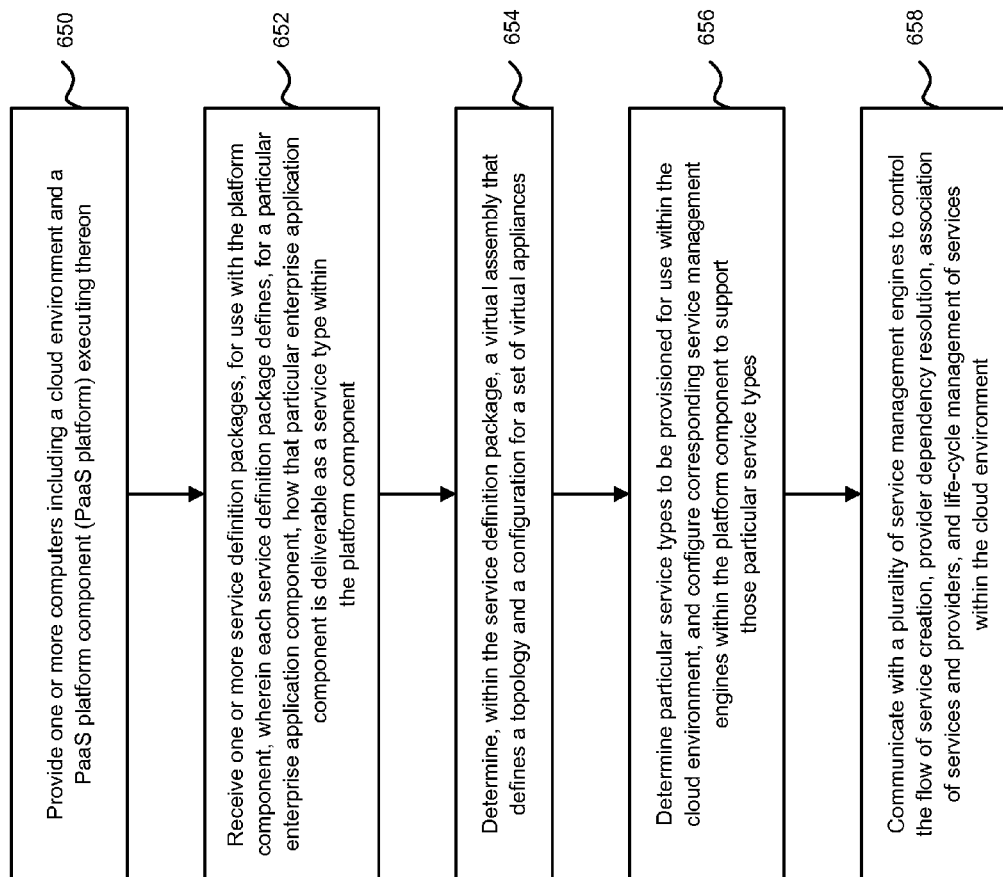 Provide one or more computers including a cloud environment and a
PaaS platform component (PaaS platform) executing thereon
650
Receive one or more service definition packages, for use with the platform
component, wherein each service definition package defines, for a particular
enterprise application component, how that particular enterprise application
component is deliverable as a service type within
the platform component
652
Determine, within the service definition package, a virtual assembly that
defines a topology and a configuration for a set of virtual appliances
654
Determine particular service types to be provisioned for use within the
cloud environment, and configure corresponding service management
engines within the platform component to support
those particular service types
656
Communicate with a plurality of service management engines to control
the flow of service creation, provider dependency resolution, association
of services and providers, and life-cycle management of services
within the cloud environment
658